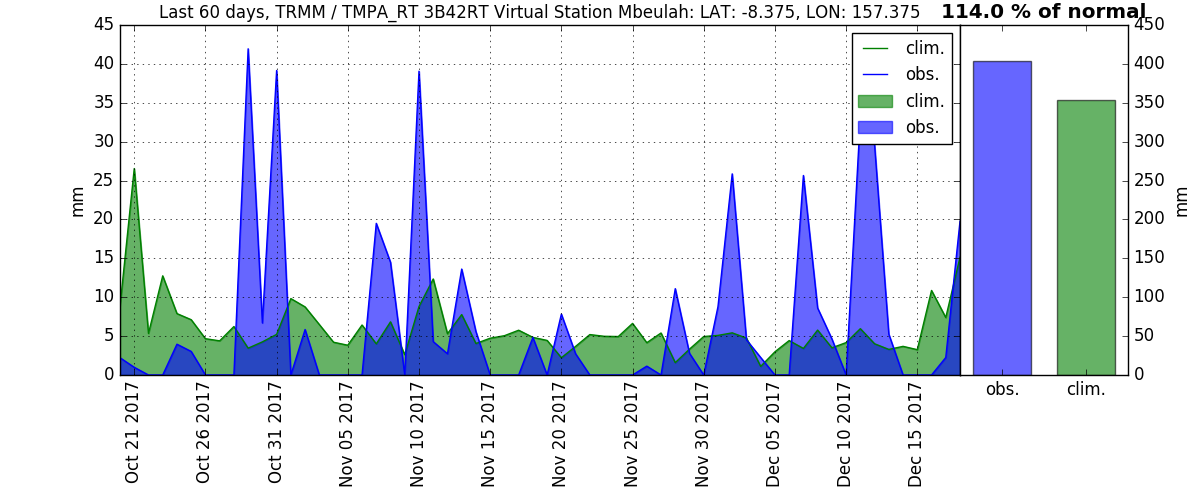 Last 60 days, TRMM / TMPA_RT 3B42RT Virtual Station Mbeulah: LAT: -8.375, LON: 157.375
114.0 % of normal
45
40
35
30
25
20
15
10
5
0
mm
clim.
obs.
clim.
obs.
450
400
350
300
250
200
150
100
50
0
mm
Oct 21 2017
Oct 26 2017
Oct 31 2017
Nov 05 2017
Nov 10 2017
Nov 15 2017
Nov 20 2017
Nov 25 2017
Nov 30 2017
Dec 05 2017
Dec 10 2017
Dec 15 2017
obs.
clim.